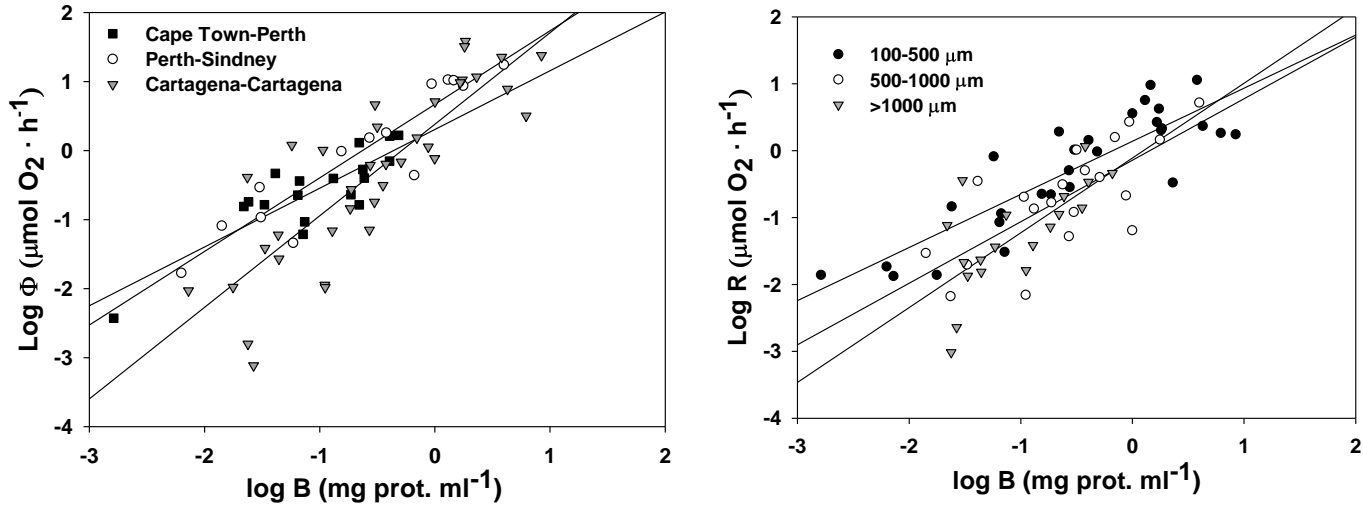 Cape Town-Perth
Perth-Sindney
Cartagena-Cartagena
Log Φ (μmol O2 · h-1)
2
1
0
-1
-2
-3
-4
-3
-2
-1
0
1
2
log B (mg prot. ml-1)
100-500 μm
500-1000 μm
>1000 μm
Log R (μmol O2 · h-1)
2
1
0
-1
-2
-3
-4
-3
-2
-1
0
1
2
log B (mg prot. ml-1)